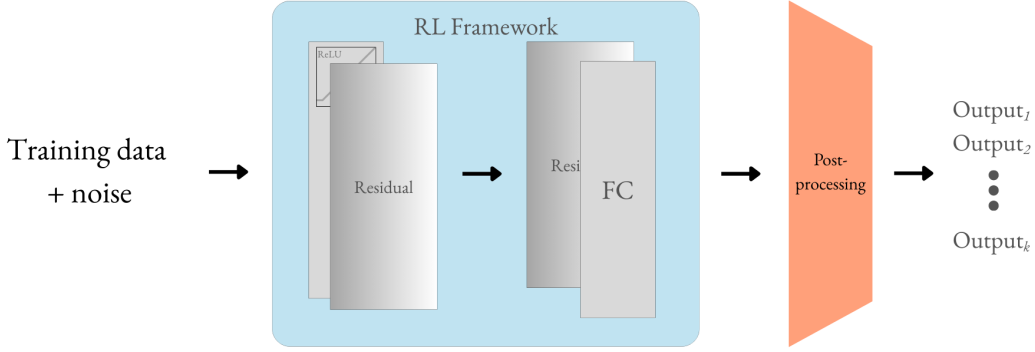 RL Framework
ReLU
Training data
+ noise
Residual
Resi
FC
Post-
processing
Output1
Output2
Outputk